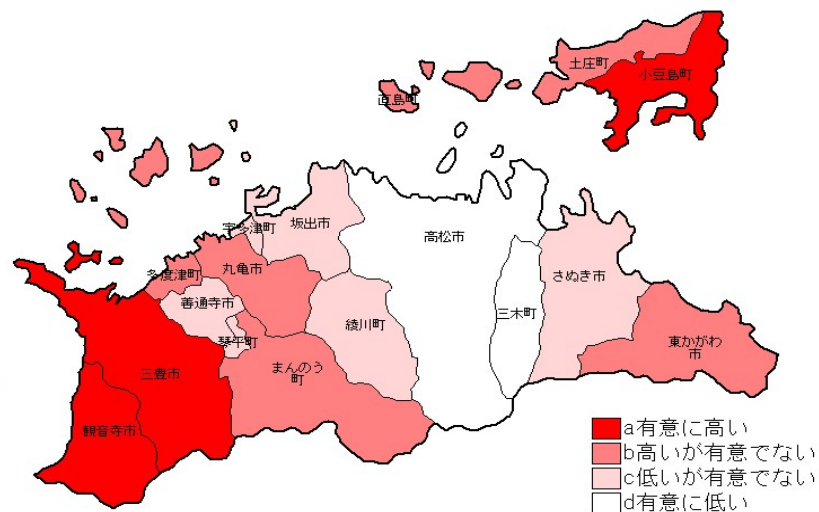 土庄町
小豆島町
直島町
宇多津町
坂出市
高松市
多度津町
丸亀市
さぬき市
善通寺市
綾川町
三木町
琴平町
東かがわ
市
まんのう
町
三豊市
観音寺市
a有意に高い
b高いが有意でない
c低いが有意でない
d有意に低い